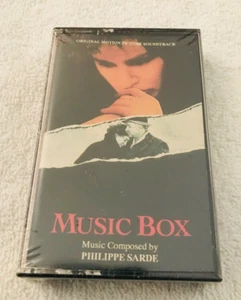 ORIGINAL MOTION PICTURE SOUNDTRACK
MUSIC BOX
Music Composed by
PHILIPPE SARDE